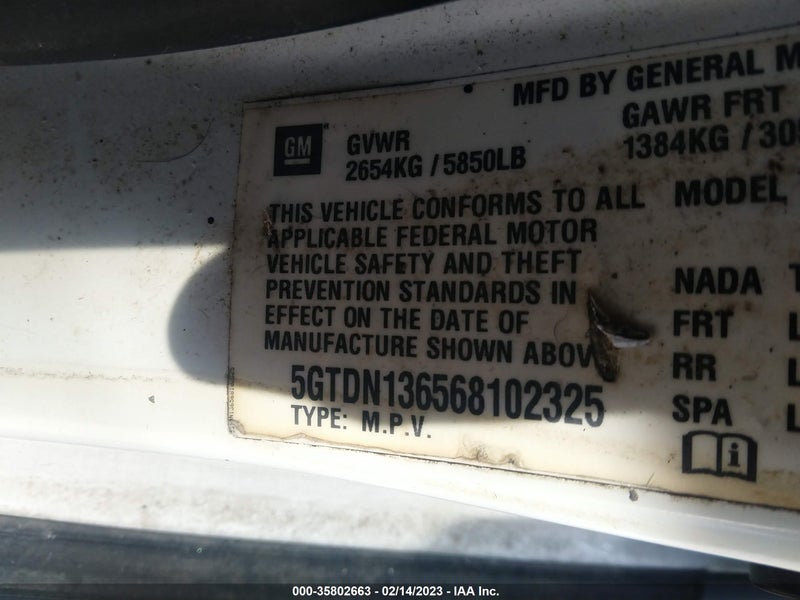 MFD BY GENERAL M
GM
GVWR
2654KG / 5850LB
GAWR FRT
1384KG / 305
THIS VEHICLE CONFORMS TO ALL
APPLICABLE FEDERAL MOTOR
VEHICLE SAFETY AND THEFT
PREVENTION STANDARDS IN
EFFECT ON THE DATE OF
MANUFACTURE SHOWN ABOV
5GTDN136568102325
TYPE: M.P.V.
MODEL
NADA T
FRT L
RR L
SPA L
i
000-35802663 - 02/14/2023 - IAA Inc.